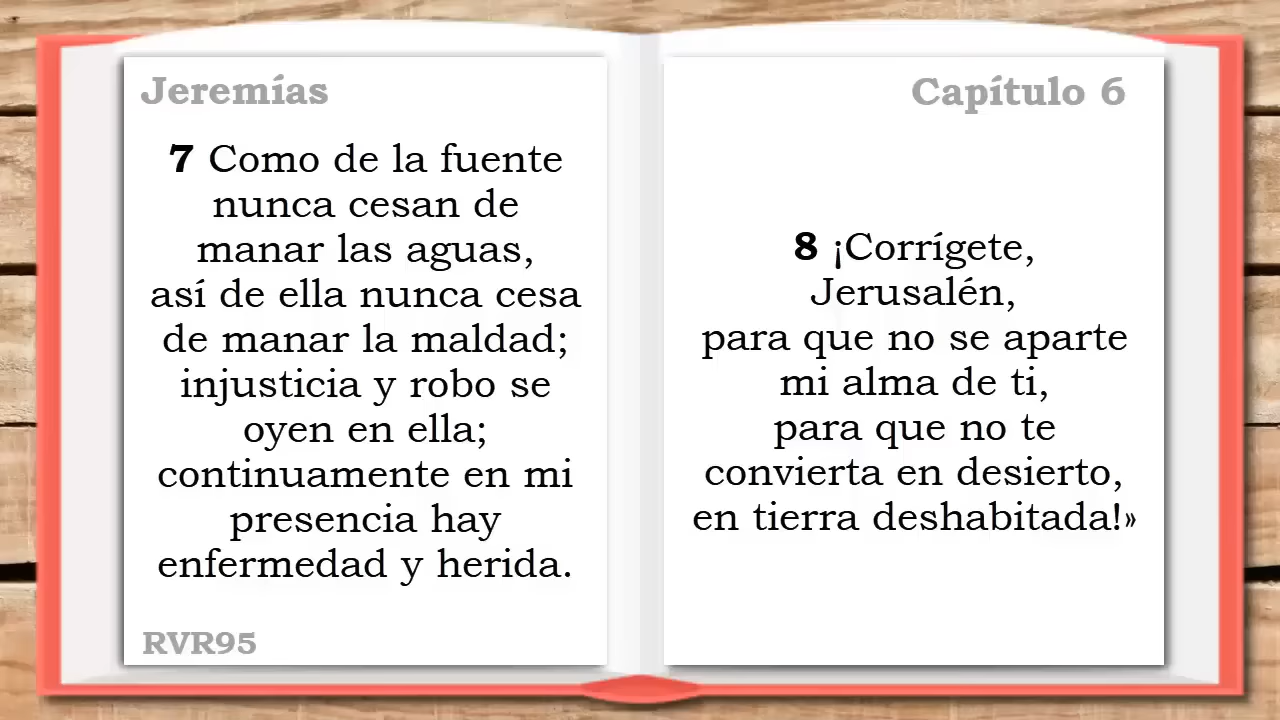 Jeremías
7 Como de la fuente
nunca cesan de
manar las aguas,
así de ella nunca cesa
de manar la maldad;
injusticia y robo se
oyen en ella;
continuamente en mi
presencia hay
enfermedad y herida.
RVR95
Capítulo 6
8 ¡Corrígete,
Jerusalén,
para que no se aparte
mi alma de ti,
para que no te
convierta en desierto,
en tierra deshabitada!»